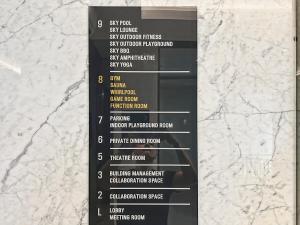 9 SKY POOL
SKY LOUNGE
SKY OUTDOOR FITNESS
SKY OUTDOOR PLAYGROUND
SKY BBQ
SKY AMPHITHEATRE
SKY YOGA
8 GYM
SAUNA
WHIRLPOOL
GAME ROOM
FUNCTION ROOM
7 PARKING
INDOOR PLAYGROUND ROOM
6 PRIVATE DINING ROOM
5 THEATRE ROOM
3 BUILDING MANAGEMENT
COLLABORATION SPACE
2 COLLABORATION SPACE
L LOBBY
MEETING ROOM